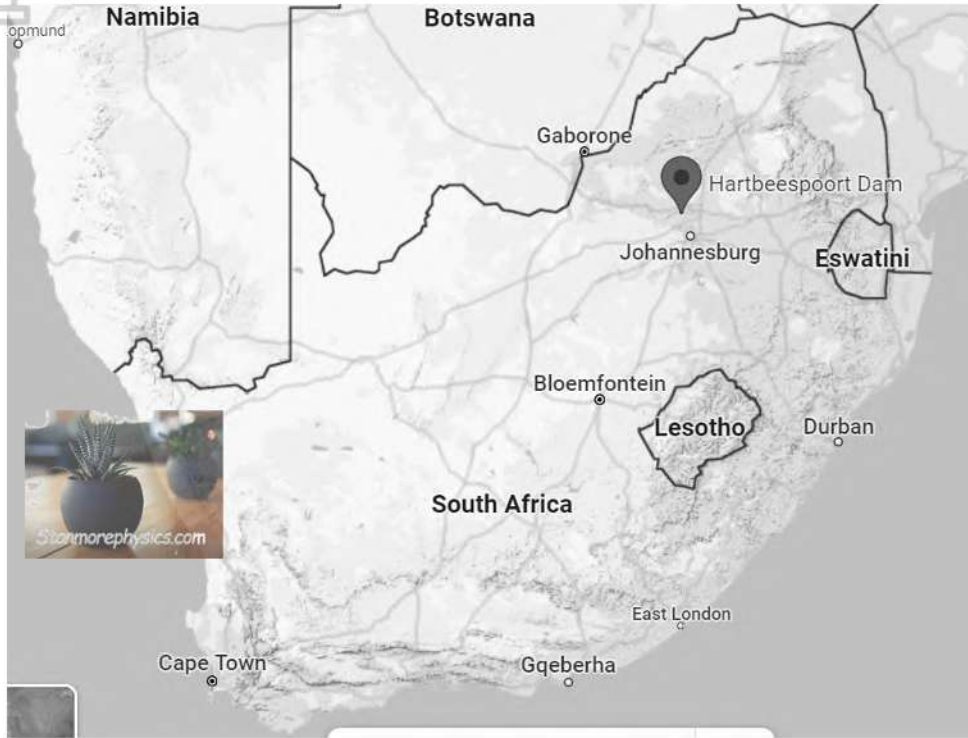 Namibia
Botswana
opmund
Gaborone
Hartbeespoort Dam
Johannesburg
Eswatini
Bloemfontein
Lesotho
Durban
South Africa
Stanmorephysics.com
East London
Cape Town
Gqeberha